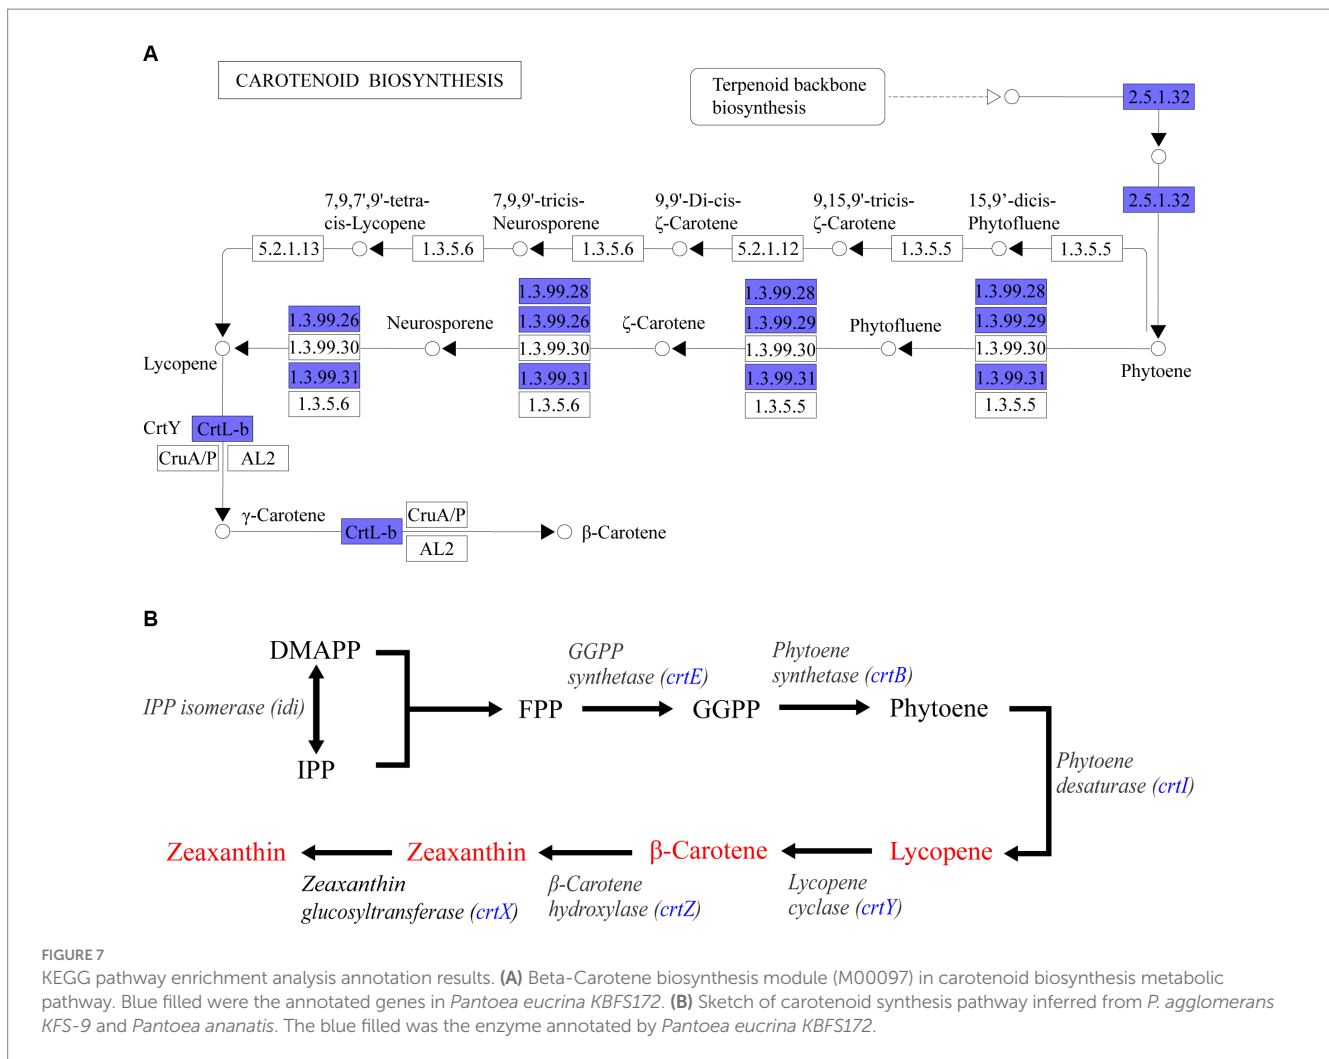 A
CAROTENOID BIOSYNTHESIS
Terpenoid backbone
biosynthesis
2.5.1.32
2.5.1.32
7,9,7',9'-tetra-
cis-Lycopene
7,9,9'-tricis-
Neurosporene
9,9'-Di-cis-
ζ-Carotene
9,15,9'-tricis-
ζ-Carotene
15,9’-dicis-
Phytofluene
5.2.1.13
1.3.5.6
1.3.5.6
5.2.1.12
1.3.5.5
1.3.5.5
Lycopene
1.3.99.26
1.3.99.30
1.3.99.31
1.3.5.6
Neurosporene
1.3.99.28
1.3.99.26
1.3.99.30
1.3.99.31
1.3.5.6
ζ-Carotene
1.3.99.28
1.3.99.29
1.3.99.30
1.3.99.31
1.3.5.5
Phytofluene
1.3.99.28
1.3.99.29
1.3.99.30
1.3.99.31
1.3.5.5
Phytoene
CrtY
CrtL-b
CruA/P
AL2
γ-Carotene
CrtL-b
CruA/P
AL2
β-Carotene
B
DMAPP
IPP isomerase (idi)
IPP
FPP
GGPP
synthetase (crtE)
GGPP
Phytoene
synthetase (crtB)
Phytoene
Phytoene
desaturase (crtI)
Zeaxanthin
Zeaxanthin
β-Carotene
Lycopene
Zeaxanthin
glucosyltransferase (crtX)
β-Carotene
hydroxylase (crtZ)
Lycopene
cyclase (crtY)
FIGURE 7
KEGG pathway enrichment analysis annotation results. (A) Beta-Carotene biosynthesis module (M00097) in carotenoid biosynthesis metabolic
pathway. Blue filled were the annotated genes in Pantoea eucrina KBFS172. (B) Sketch of carotenoid synthesis pathway inferred from P. agglomerans
KFS-9 and Pantoea ananatis. The blue filled was the enzyme annotated by Pantoea eucrina KBFS172.